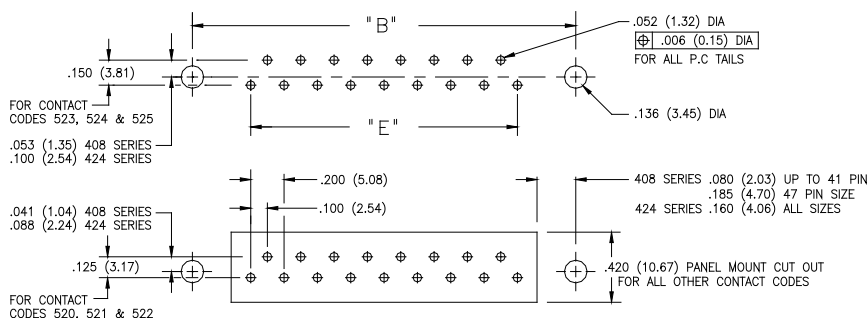 "B"
.052 (1.32) DIA
⌖ .006 (0.15) DIA
FOR ALL P.C TAILS
.150 (3.81)
FOR CONTACT
CODES 523, 524 & 525
.136 (3.45) DIA
"E"
.053 (1.35) 408 SERIES
.100 (2.54) 424 SERIES
.200 (5.08)
.100 (2.54)
408 SERIES .080 (2.03) UP TO 41 PIN
.185 (4.70) 47 PIN SIZE
424 SERIES .160 (4.06) ALL SIZES
.041 (1.04) 408 SERIES
.088 (2.24) 424 SERIES
.125 (3.17)
.420 (10.67) PANEL MOUNT CUT OUT
FOR ALL OTHER CONTACT CODES
FOR CONTACT
CODES 520, 521 & 522